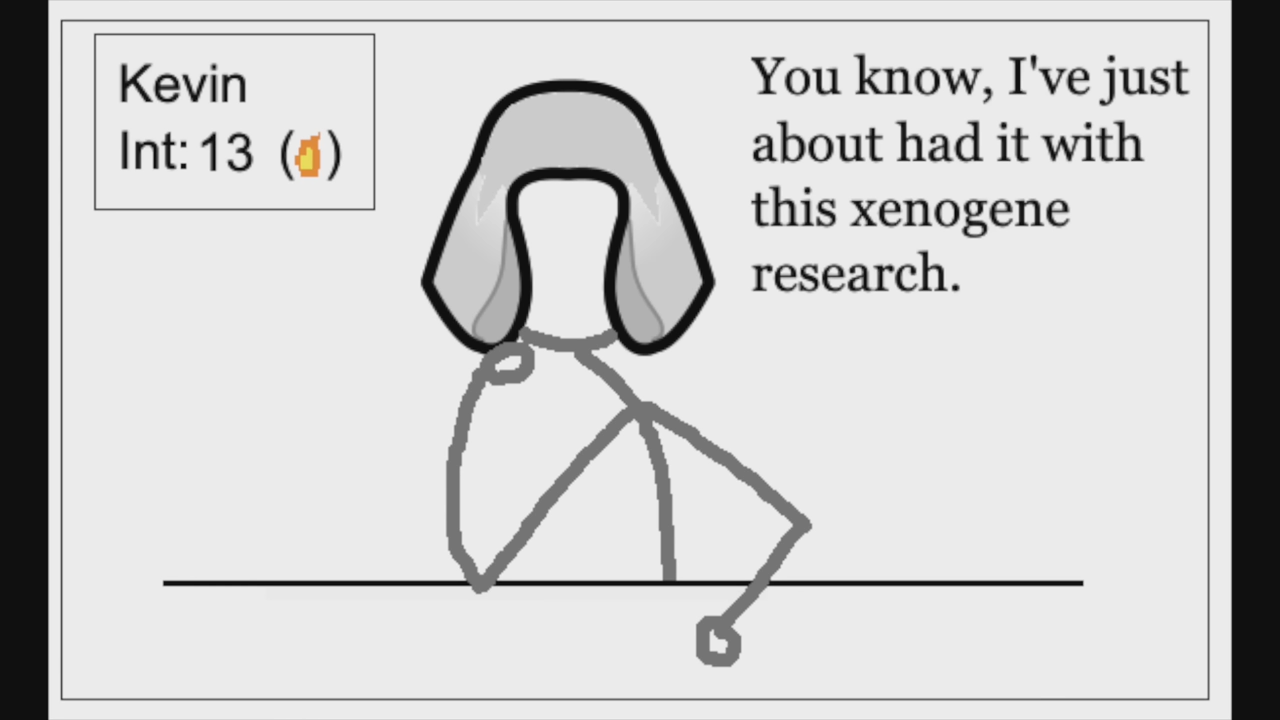 Kevin
Int: 13 ()
You know, I've just
about had it with
this xenogene
research.